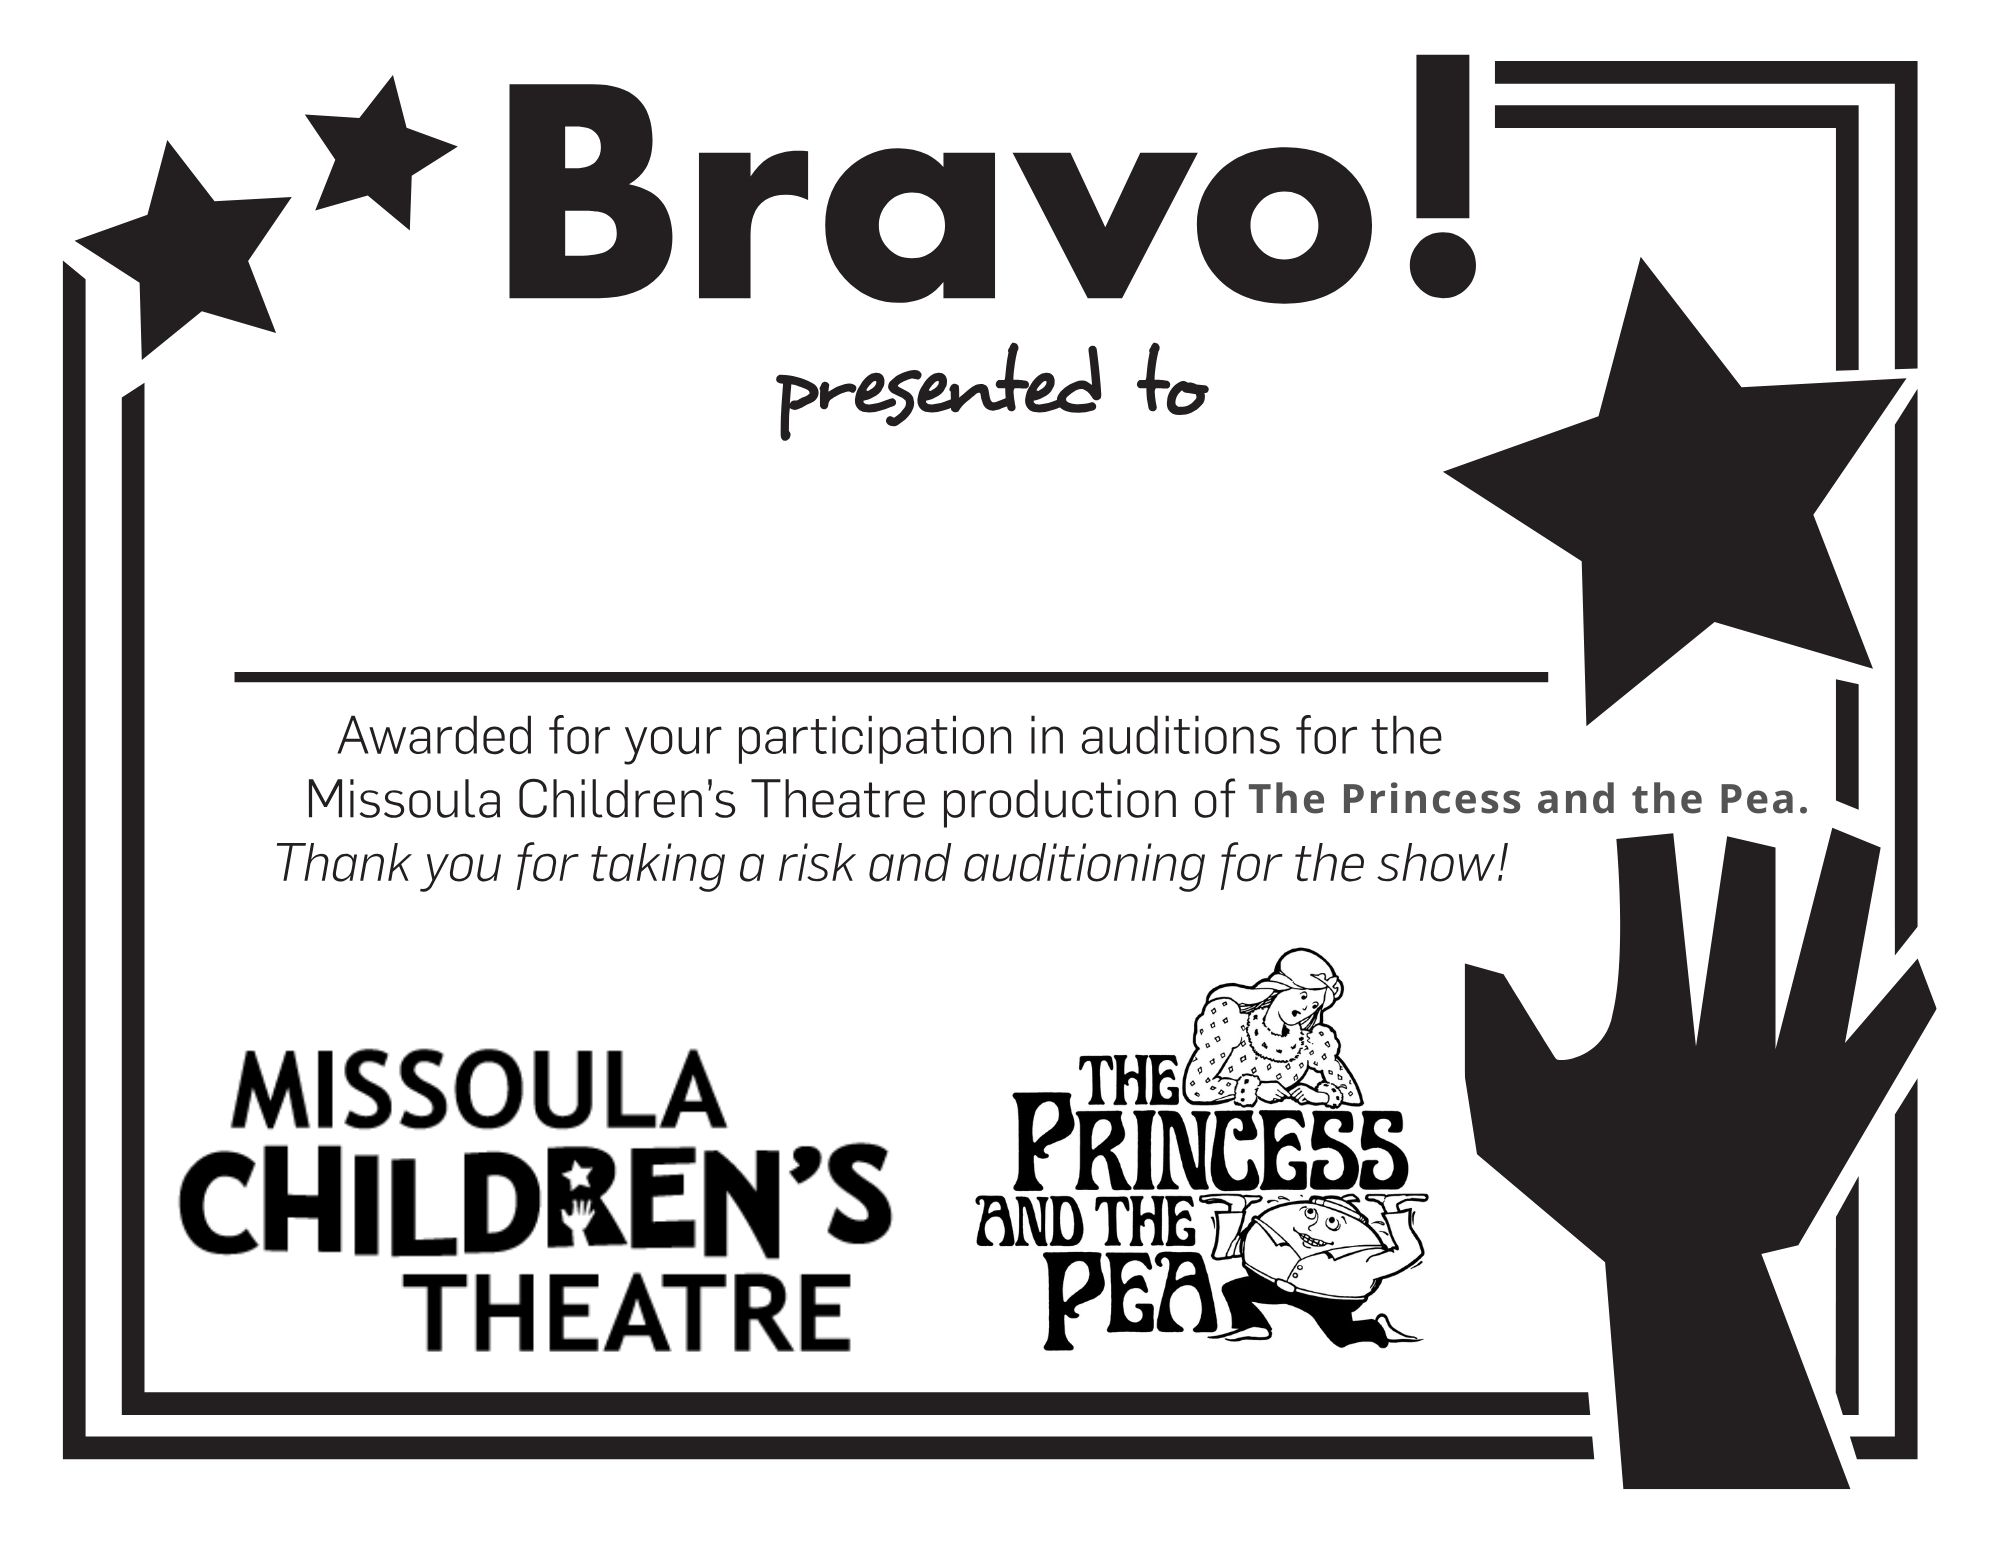 Bravo!
presented to
Awarded for your participation in auditions for the
Missoula Children’s Theatre production of The Princess and the Pea.
Thank you for taking a risk and auditioning for the show!
MISSOULA
CHILDREN’S
THEATRE
THE
PRINCESS
AND THE
PEA